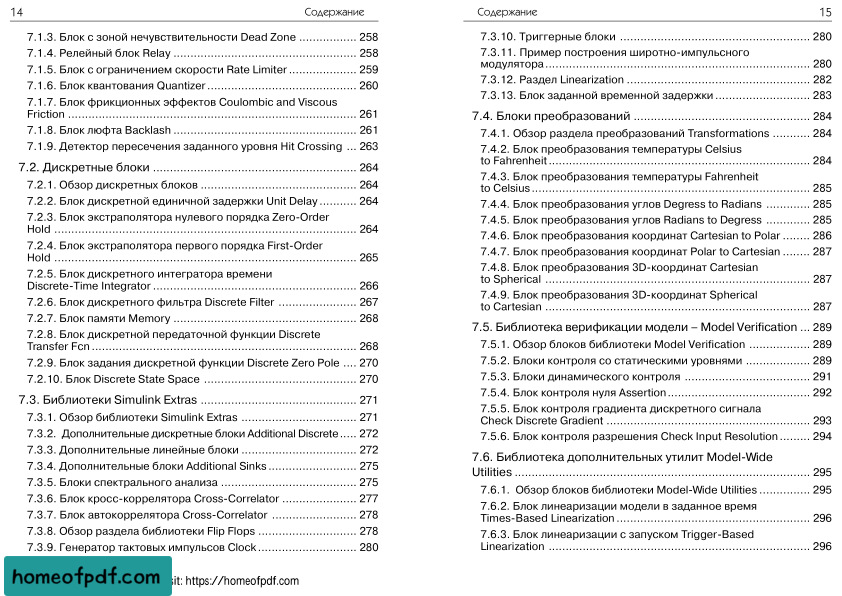 14 Содержание
7.1.3. Блок с зоной нечувствительности Dead Zone ................. 258
7.1.4. Релейный блок Relay ...................................................... 258
7.1.5. Блок с ограничением скорости Rate Limiter .................... 259
7.1.6. Блок квантования Quantizer ............................................ 260
7.1.7. Блок фрикционных эффектов Coulombic and Viscous
Friction ...................................................................................... 261
7.1.8. Блок люфта Backlash ...................................................... 261
7.1.9. Детектор пересечения заданного уровня Hit Crossing ... 263
7.2. Дискретные блоки ............................................................ 264
7.2.1. Обзор дискретных блоков .............................................. 264
7.2.2. Блок дискретной единичной задержки Unit Delay ........... 264
7.2.3. Блок экстраполятора нулевого порядка Zero-Order
Hold .......................................................................................... 264
7.2.4. Блок экстраполятора первого порядка First-Order
Hold .......................................................................................... 265
7.2.5. Блок дискретного интегратора времени
Discrete-Time Integrator ............................................................ 266
7.2.6. Блок дискретного фильтра Discrete Filter ....................... 267
7.2.7. Блок памяти Memory ...................................................... 268
7.2.8. Блок дискретной передаточной функции Discrete
Transfer Fcn .............................................................................. 268
7.2.9. Блок задания дискретной функции Discrete Zero Pole .... 270
7.2.10. Блок Discrete State Space ............................................. 270
7.3. Библиотеки Simulink Extras ............................................... 271
7.3.1. Обзор библиотеки Simulink Extras .................................. 271
7.3.2. Дополнительные дискретные блоки Additional Discrete ..... 272
7.3.3. Дополнительные линейные блоки .................................. 272
7.3.4. Дополнительные блоки Additional Sinks .......................... 275
7.3.5. Блоки спектрального анализа ........................................ 275
7.3.6. Блок кросс-коррелятора Cross-Correlator ...................... 277
7.3.7. Блок автокоррелятора Cross-Correlator ......................... 278
7.3.8. Обзор раздела библиотеки Flip Flops ............................. 278
7.3.9. Генератор тактовых импульсов Clock ............................. 280
Содержание 15
7.3.10. Триггерные блоки ......................................................... 280
7.3.11. Пример построения широтно-импульсного
модулятора ............................................................................... 280
7.3.12. Раздел Linearization ...................................................... 282
7.3.13. Блок заданной временной задержки ............................ 283
7.4. Блоки преобразований ..................................................... 284
7.4.1. Обзор раздела преобразований Transformations ........... 284
7.4.2. Блок преобразования температуры Celsius
to Fahrenheit ............................................................................. 284
7.4.3. Блок преобразования температуры Fahrenheit
to Celsius .................................................................................. 285
7.4.4. Блок преобразования углов Degress to Radians ............. 285
7.4.5. Блок преобразования углов Radians to Degress ............. 285
7.4.6. Блок преобразования координат Cartesian to Polar ........ 286
7.4.7. Блок преобразования координат Polar to Cartesian ........ 287
7.4.8. Блок преобразования 3D-координат Cartesian
to Spherical ............................................................................... 287
7.4.9. Блок преобразования 3D-координат Spherical
to Cartesian ............................................................................... 287
7.5. Библиотека верификации модели – Model Verification ... 289
7.5.1. Обзор блоков библиотеки Model Verification .................. 289
7.5.2. Блоки контроля со статическими уровнями ................... 289
7.5.3. Блоки динамического контроля ..................................... 291
7.5.4. Блок контроля нуля Assertion .......................................... 292
7.5.5. Блок контроля градиента дискретного сигнала
Check Discrete Gradient ............................................................ 293
7.5.6. Блок контроля разрешения Check Input Resolution ......... 294
7.6. Библиотека дополнительных утилит Model-Wide
Utilities ..................................................................................... 295
7.6.1. Обзор блоков библиотеки Model-Wide Utilities ............... 295
7.6.2. Блок линеаризации модели в заданное время
Times-Based Linearization ......................................................... 296
7.6.3. Блок линеаризации с запуском Trigger-Based
Linearization .............................................................................. 296
homeofpdf.com
sit: https://homeofpdf.com